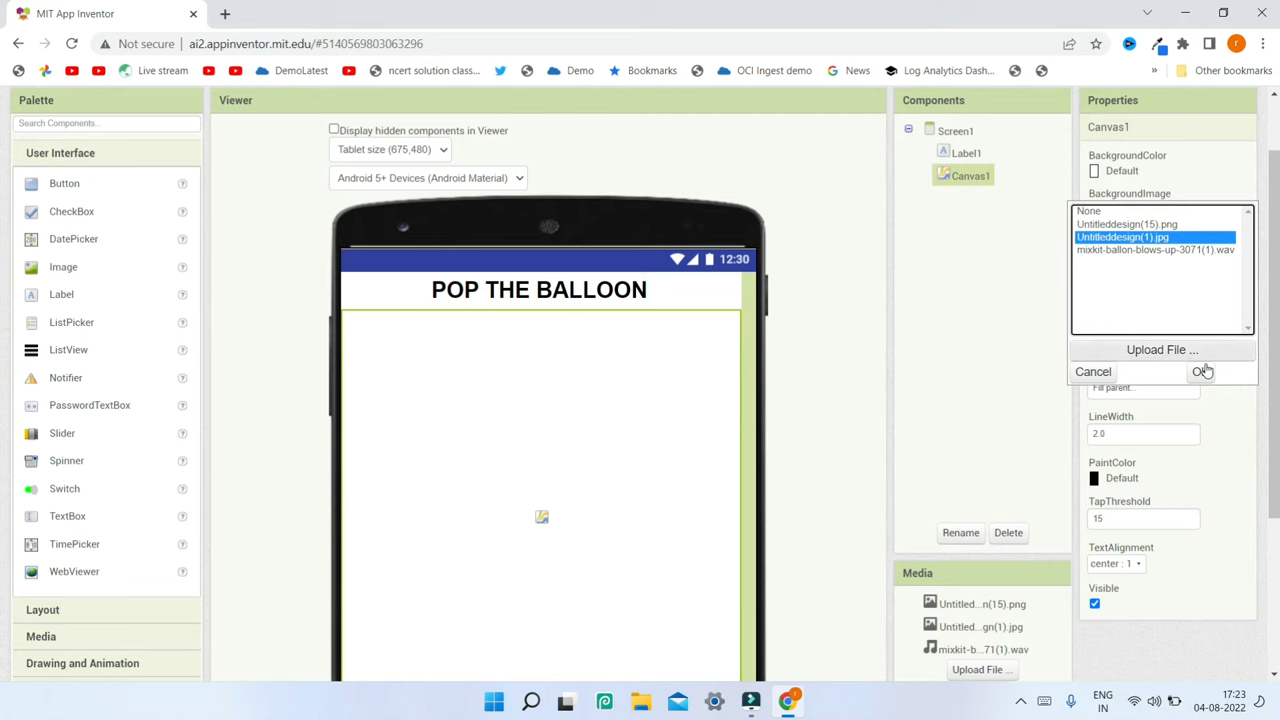 MIT App Inventor
Not secure
ai2.appinventor.mit.edu/#5140569803063296
Live stream
DemoLatest
ncert solution class...
Demo
Bookmarks
OCI Ingest demo
News
Log Analytics Dash...
»
Other bookmarks
Palette
Search Components...
User Interface
Button
CheckBox
DatePicker
Image
Label
ListPicker
ListView
Notifier
PasswordTextBox
Slider
Spinner
Switch
TextBox
TimePicker
WebViewer
Layout
Media
Drawing and Animation
Viewer
Display hidden components in Viewer
Tablet size (675,480)
Android 5+ Devices (Android Material)
12:30
POP THE BALLOON
Components
Screen1
Label1
Canvas1
Rename
Delete
Media
Untitled...n(15).png
Untitled...gn(1).jpg
mixkit-b...71(1).wav
Upload File ...
Properties
Canvas1
BackgroundColor
Default
BackgroundImage
None
Untitleddesign(15).png
Untitleddesign(1).jpg
mixkit-ballon-blows-up-3071(1).wav
Upload File ...
Cancel
Fill parent...
LineWidth
2.0
PaintColor
Default
TapThreshold
15
TextAlignment
center : 1
Visible
ENG
IN
17:23
04-08-2022